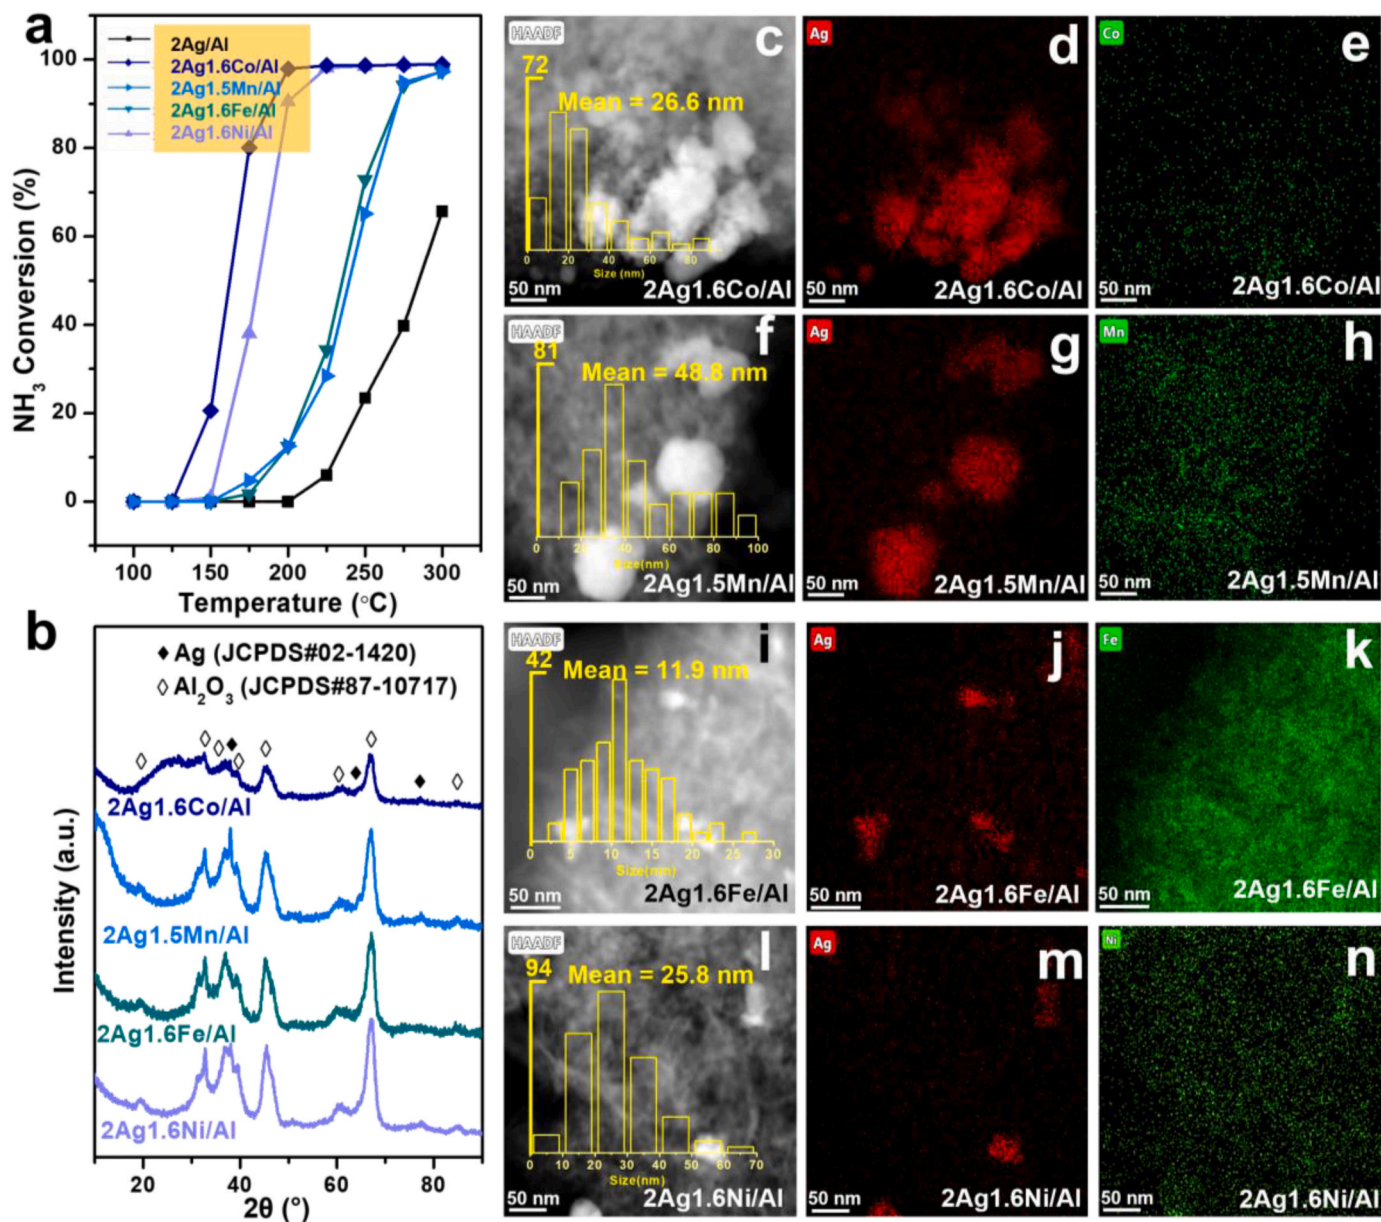 a
2Ag/Al
2Ag1.6Co/Al
2Ag1.5Mn/Al
2Ag1.6Fe/Al
2Ag1.6Ni/Al
100
80
60
40
20
0
NH3 Conversion (%)
100 150 200 250 300
Temperature (°C)
b
Ag (JCPDS#02-1420)
Al2O3 (JCPDS#87-10717)
2Ag1.6Co/Al
2Ag1.5Mn/Al
2Ag1.6Fe/Al
2Ag1.6Ni/Al
Intensity (a.u.)
20 40 60 80
2θ (°)
HAADF
c
72
Mean = 26.6 nm
0 20 40 60 80
Size (nm)
50 nm
2Ag1.6Co/Al
Ag
d
50 nm
2Ag1.6Co/Al
Co
e
50 nm
2Ag1.6Co/Al
HAADF
f
81
Mean = 48.8 nm
0 20 40 60 80 100
Size(nm)
50 nm
2Ag1.5Mn/Al
Ag
g
50 nm
2Ag1.5Mn/Al
Mn
h
50 nm
2Ag1.5Mn/Al
HAADF
i
42
Mean = 11.9 nm
0 5 10 15 20 25 30
Size(nm)
50 nm
2Ag1.6Fe/Al
Ag
j
50 nm
2Ag1.6Fe/Al
Fe
k
50 nm
2Ag1.6Fe/Al
HAADF
l
94
Mean = 25.8 nm
0 10 20 30 40 50 60 70
Size(nm)
50 nm
2Ag1.6Ni/Al
Ag
m
50 nm
2Ag1.6Ni/Al
Ni
n
50 nm
2Ag1.6Ni/Al